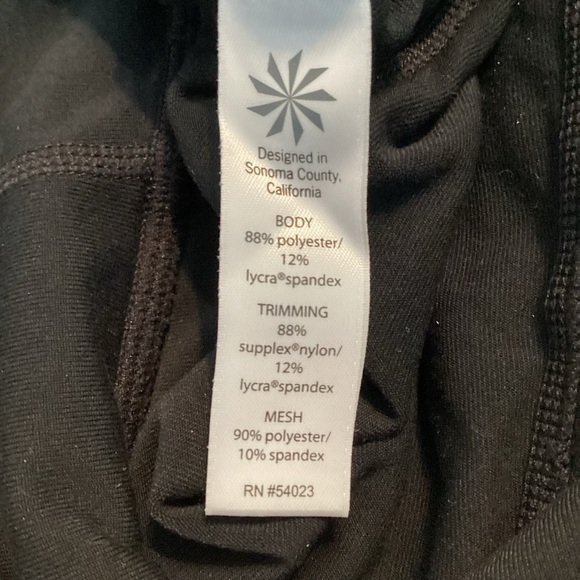 Designed in
Sonoma County,
California
BODY
88% polyester/
12%
lycra®spandex
TRIMMING
88%
supplex®nylon/
12%
lycra®spandex
MESH
90% polyester/
10% spandex
RN #54023